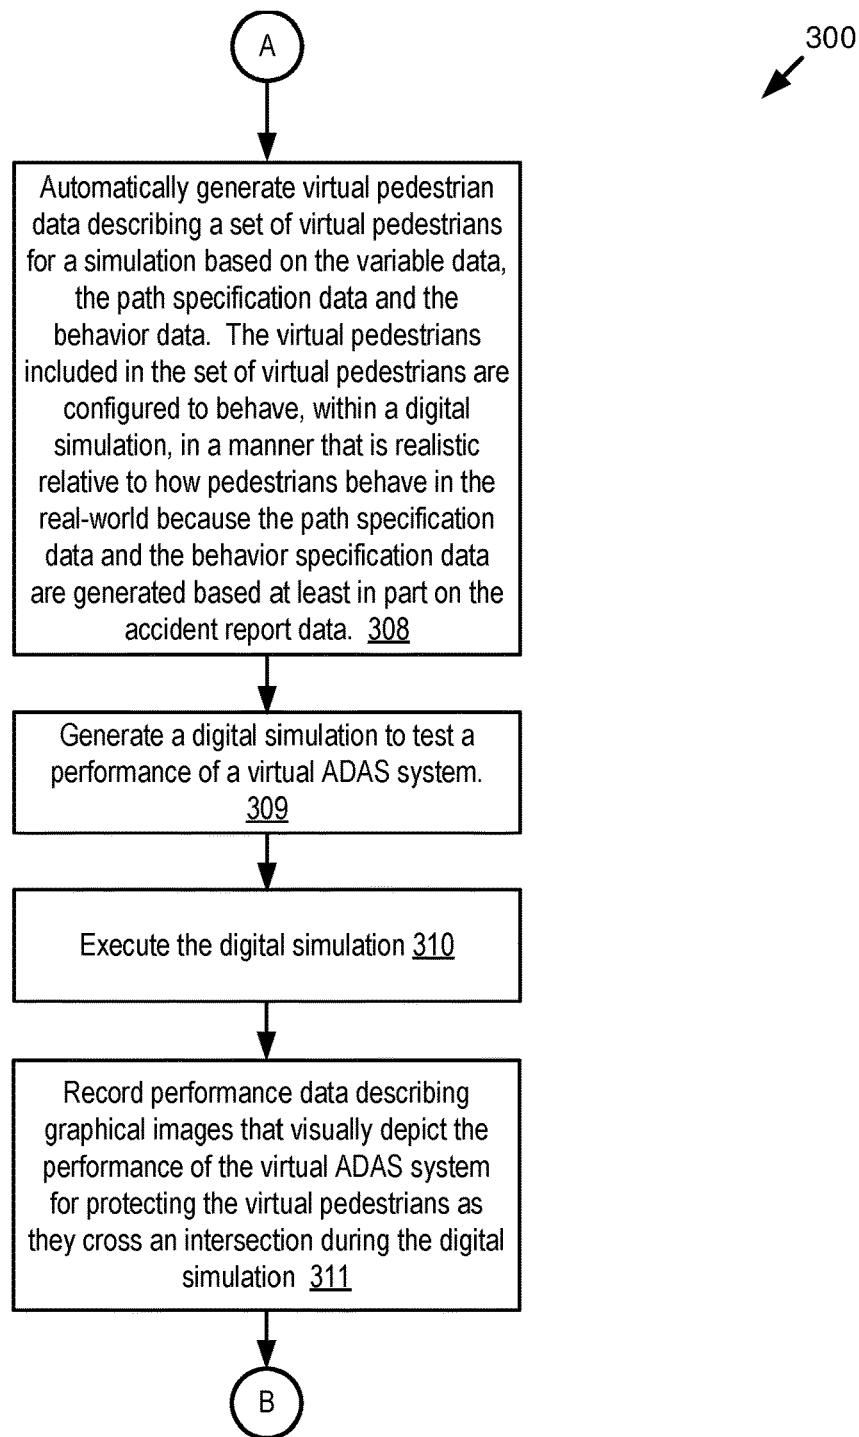 A
300
Automatically generate virtual pedestrian
data describing a set of virtual pedestrians
for a simulation based on the variable data,
the path specification data and the
behavior data. The virtual pedestrians
included in the set of virtual pedestrians are
configured to behave, within a digital
simulation, in a manner that is realistic
relative to how pedestrians behave in the
real-world because the path specification
data and the behavior specification data
are generated based at least in part on the
accident report data. 308
Generate a digital simulation to test a
performance of a virtual ADAS system.
309
Execute the digital simulation 310
Record performance data describing
graphical images that visually depict the
performance of the virtual ADAS system
for protecting the virtual pedestrians as
they cross an intersection during the digital
simulation 311
B